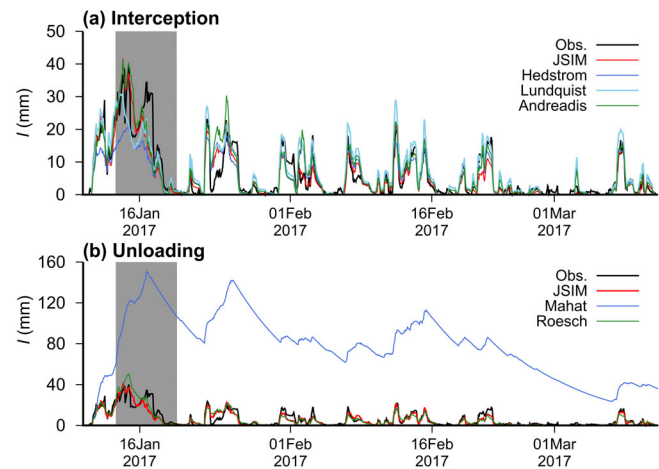 (a) Interception
50
40
30
20
10
0
I (mm)
Obs.
JSIM
Hedstrom
Lundquist
Andreadis
16Jan 01Feb 16Feb 01Mar
2017 2017 2017 2017
(b) Unloading
160
120
80
40
0
I (mm)
Obs.
JSIM
Mahat
Roesch
16Jan 01Feb 16Feb 01Mar
2017 2017 2017 2017